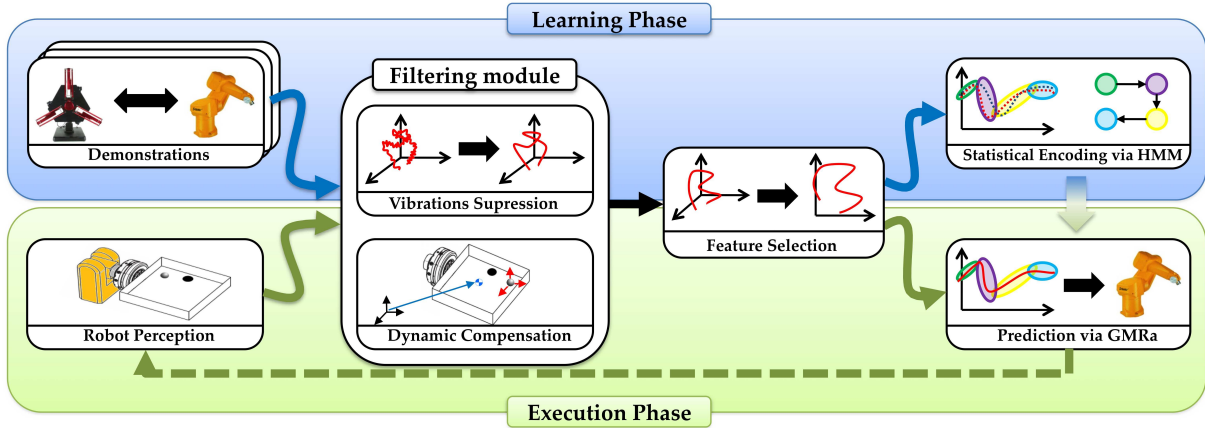 Learning Phase
Demonstrations
Filtering module
Vibrations Supression
Dynamic Compensation
Feature Selection
Statistical Encoding via HMM
Robot Perception
Prediction via GMRa
Execution Phase